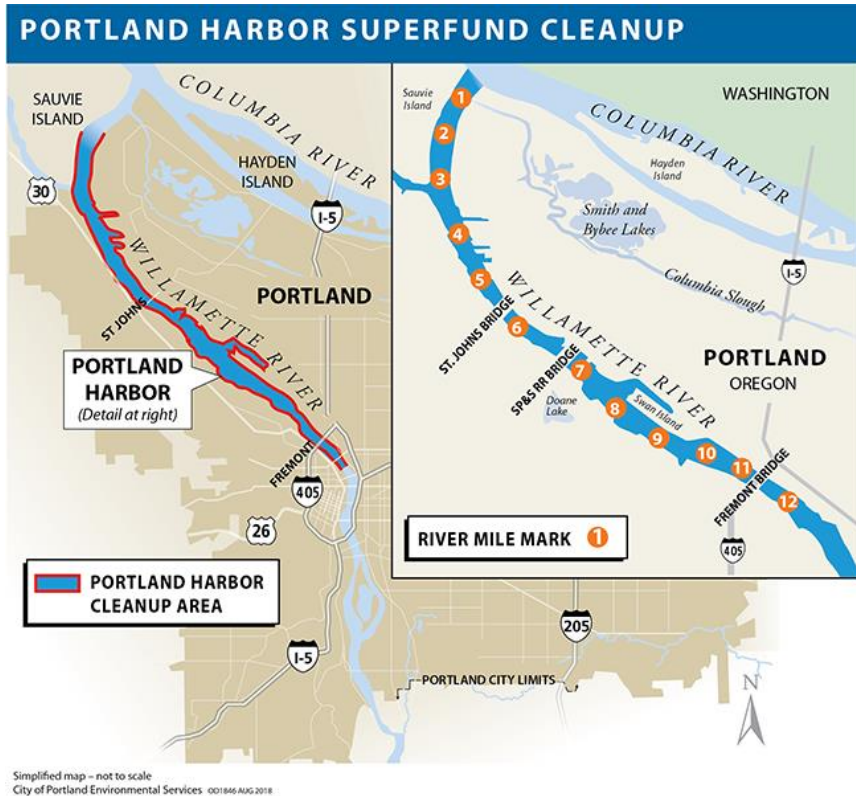 PORTLAND HARBOR SUPERFUND CLEANUP
SAUVIE
ISLAND
COLUMBIA RIVER
HAYDEN
ISLAND
30
I-5
WILLAMETTE RIVER
PORTLAND
ST JOHNS
PORTLAND
HARBOR
(Detail at right)
FREMONT
405
26
PORTLAND HARBOR
CLEANUP AREA
I-5
205
PORTLAND CITY LIMITS
N
Sauvie
Island
1
2
3
4
5
6
7
8
9
10
11
12
WASHINGTON
COLUMBIA RIVER
Hayden
Island
Smith and
Bybee Lakes
Columbia Slough
I-5
WILLAMETTE RIVER
ST. JOHNS BRIDGE
SP&S RR BRIDGE
PORTLAND
OREGON
Doane
Lake
Swan Island
FREMONT BRIDGE
405
RIVER MILE MARK 1
Simplified map – not to scale
City of Portland Environmental Services OD1846 AUG 2018